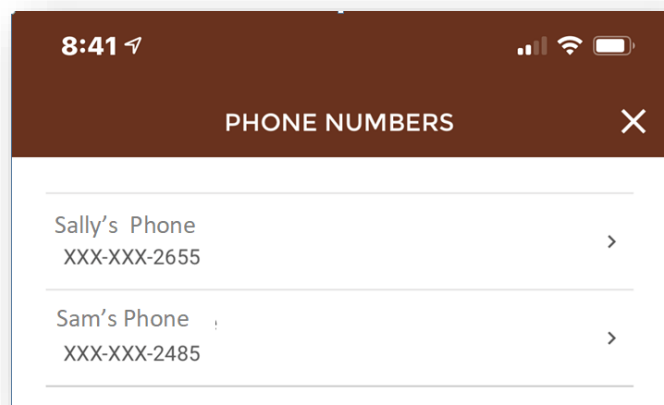 8:41
PHONE NUMBERS
Sally's Phone
XXX-XXX-2655
Sam's Phone
XXX-XXX-2485